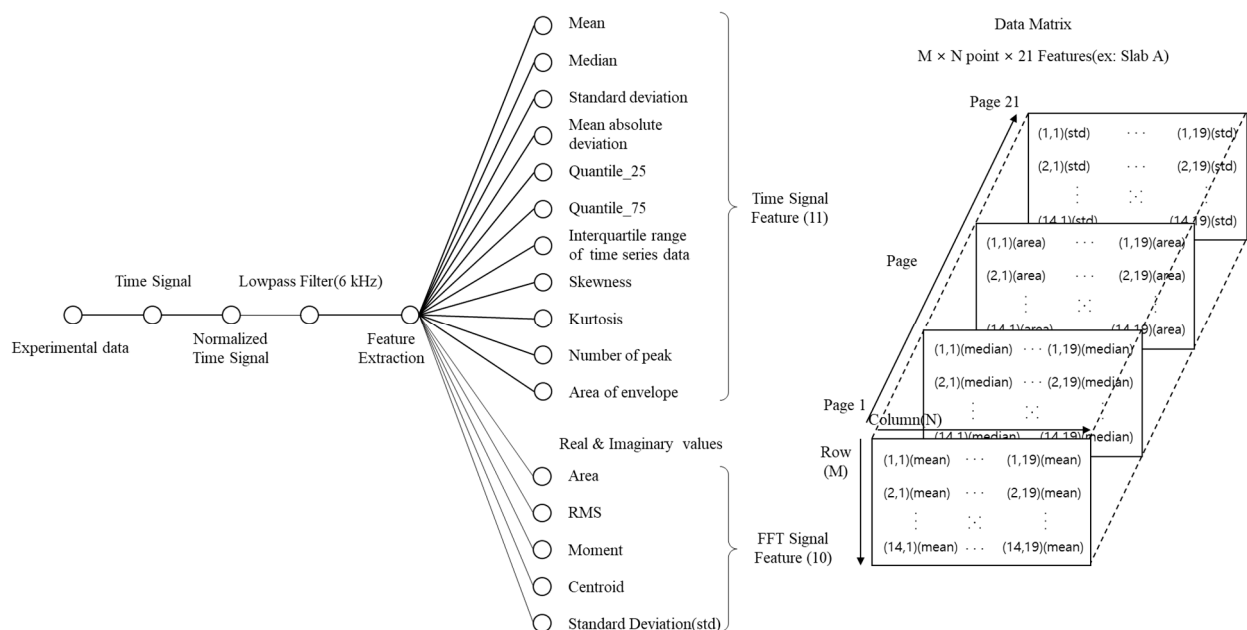 Experimental data
Time Signal
Normalized
Time Signal
Lowpass Filter(6 kHz)
Feature
Extraction
Mean
Median
Standard deviation
Mean absolute
deviation
Quantile_25
Quantile_75
Interquartile range
of time series data
Skewness
Kurtosis
Number of peak
Area of envelope
Time Signal
Feature (11)
Real & Imaginary values
Area
RMS
Moment
Centroid
Standard Deviation(std)
FFT Signal
Feature (10)
Data Matrix
M × N point × 21 Features(ex: Slab A)
Page 21
Page
Page 1
Column(N)
Row
(M)
(1,1)(std) ··· (1,19)(std)
(2,1)(std) ··· (2,19)(std)
(14,1)(std) (14,19)(std)
(1,1)(area) ··· (1,19)(area)
(2,1)(area) ··· (2,19)(area)
(14,1)(area) (14,19)(area)
(1,1)(median) ··· (1,19)(median)
(2,1)(median) ··· (2,19)(median)
(14,1)(median) (14,19)(median)
(1,1)(mean) ··· (1,19)(mean)
(2,1)(mean) ··· (2,19)(mean)
(14,1)(mean) ··· (14,19)(mean)